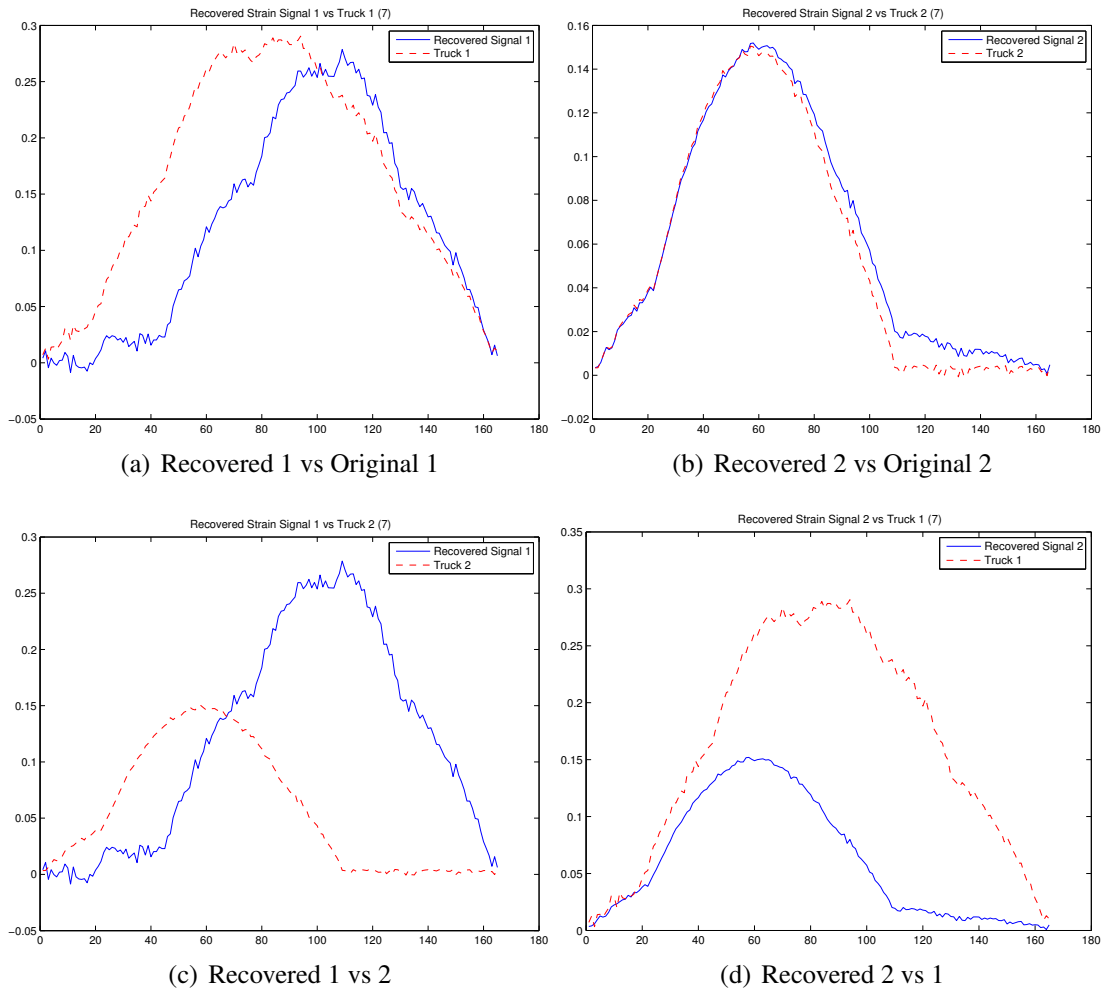 Recovered Strain Signal 1 vs Truck 1 (7)
Recovered Signal 1
Truck 1
0.3
0.25
0.2
0.15
0.1
0.05
0
−0.05
0 20 40 60 80 100 120 140 160 180
(a) Recovered 1 vs Original 1
Recovered Strain Signal 2 vs Truck 2 (7)
Recovered Signal 2
Truck 2
0.16
0.14
0.12
0.1
0.08
0.06
0.04
0.02
0
−0.02
0 20 40 60 80 100 120 140 160 180
(b) Recovered 2 vs Original 2
Recovered Strain Signal 1 vs Truck 2 (7)
Recovered Signal 1
Truck 2
0.3
0.25
0.2
0.15
0.1
0.05
0
−0.05
0 20 40 60 80 100 120 140 160 180
(c) Recovered 1 vs 2
Recovered Strain Signal 2 vs Truck 1 (7)
Recovered Signal 2
Truck 1
0.35
0.3
0.25
0.2
0.15
0.1
0.05
0
0 20 40 60 80 100 120 140 160 180
(d) Recovered 2 vs 1